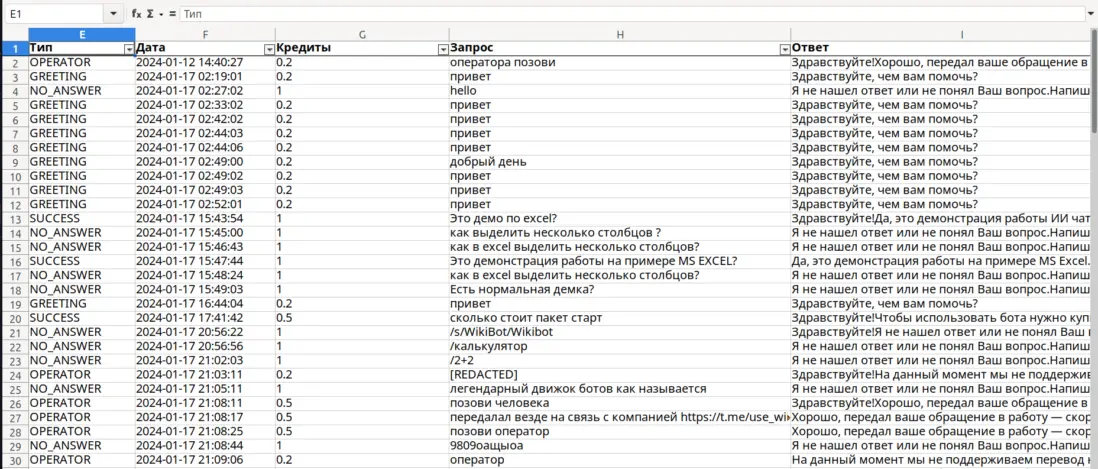 E1 fx Σ = Тип
E F G H I
1 Тип Дата Кредиты Запрос Ответ
2 OPERATOR 2024-01-12 14:40:27 0.2 оператора позови Здравствуйте!Хорошо, передал ваше обращение в
3 GREETING 2024-01-17 02:19:01 0.2 привет Здравствуйте, чем вам помочь?
4 NO_ANSWER 2024-01-17 02:27:02 1 hello Я не нашел ответ или не понял Ваш вопрос.Напиш
5 GREETING 2024-01-17 02:33:02 0.2 привет Здравствуйте, чем вам помочь?
6 GREETING 2024-01-17 02:42:02 0.2 привет Здравствуйте, чем вам помочь?
7 GREETING 2024-01-17 02:44:03 0.2 привет Здравствуйте, чем вам помочь?
8 GREETING 2024-01-17 02:44:06 0.2 привет Здравствуйте, чем вам помочь?
9 GREETING 2024-01-17 02:49:00 0.2 добрый день Здравствуйте, чем вам помочь?
10 GREETING 2024-01-17 02:49:02 0.2 привет Здравствуйте, чем вам помочь?
11 GREETING 2024-01-17 02:49:03 0.2 привет Здравствуйте, чем вам помочь?
12 GREETING 2024-01-17 02:52:01 0.2 привет Здравствуйте, чем вам помочь?
13 SUCCESS 2024-01-17 15:43:54 1 Это демо по excel? Здравствуйте!Да, это демонстрация работы ИИ чат
14 NO_ANSWER 2024-01-17 15:45:00 1 как выделить несколько столбцов ? Я не нашел ответ или не понял Ваш вопрос.Напиш
15 NO_ANSWER 2024-01-17 15:46:43 1 как в excel выделить несколько столбцов? Я не нашел ответ или не понял Ваш вопрос.Напиш
16 SUCCESS 2024-01-17 15:47:44 1 Это демонстрация работы на примере MS EXCEL? Да, это демонстрация работы на примере MS Excel.
17 NO_ANSWER 2024-01-17 15:48:24 1 как в excel выделить несколько столбцов? Я не нашел ответ или не понял Ваш вопрос.Напиш
18 NO_ANSWER 2024-01-17 15:49:03 1 Есть нормальная демка? Я не нашел ответ или не понял Ваш вопрос.Напиш
19 GREETING 2024-01-17 16:44:04 0.2 привет Здравствуйте, чем вам помочь?
20 SUCCESS 2024-01-17 17:41:42 0.5 сколько стоит пакет старт Здравствуйте!Чтобы использовать бота нужно куп
21 NO_ANSWER 2024-01-17 20:56:22 1 /s/WikiBot/Wikibot Здравствуйте!Я не нашел ответ или не понял Ваш
22 NO_ANSWER 2024-01-17 20:56:56 1 /калькулятор Я не нашел ответ или не понял Ваш вопрос.Напиш
23 NO_ANSWER 2024-01-17 21:02:03 1 /2+2 Я не нашел ответ или не понял Ваш вопрос.Напиш
24 OPERATOR 2024-01-17 21:03:11 0.2 [REDACTED] Здравствуйте!На данный момент мы не поддержив
25 NO_ANSWER 2024-01-17 21:05:11 1 легендарный движок ботов как называется Я не нашел ответ или не понял Ваш вопрос.Напиш
26 OPERATOR 2024-01-17 21:08:11 0.5 позови человека Здравствуйте!Хорошо, передал ваше обращение в
27 OPERATOR 2024-01-17 21:08:17 0.5 передалал везде на связь с компанией https://t.me/use_wi Хорошо, передал ваше обращение в работу — скор
28 OPERATOR 2024-01-17 21:08:25 0.5 позови оператор Хорошо, передал ваше обращение в работу — скор
29 NO_ANSWER 2024-01-17 21:08:44 1 9809оащыоа Я не нашел ответ или не понял Ваш вопрос.Напиш
30 OPERATOR 2024-01-17 21:09:06 0.2 оператор На данный момент мы не поддерживаем перевод